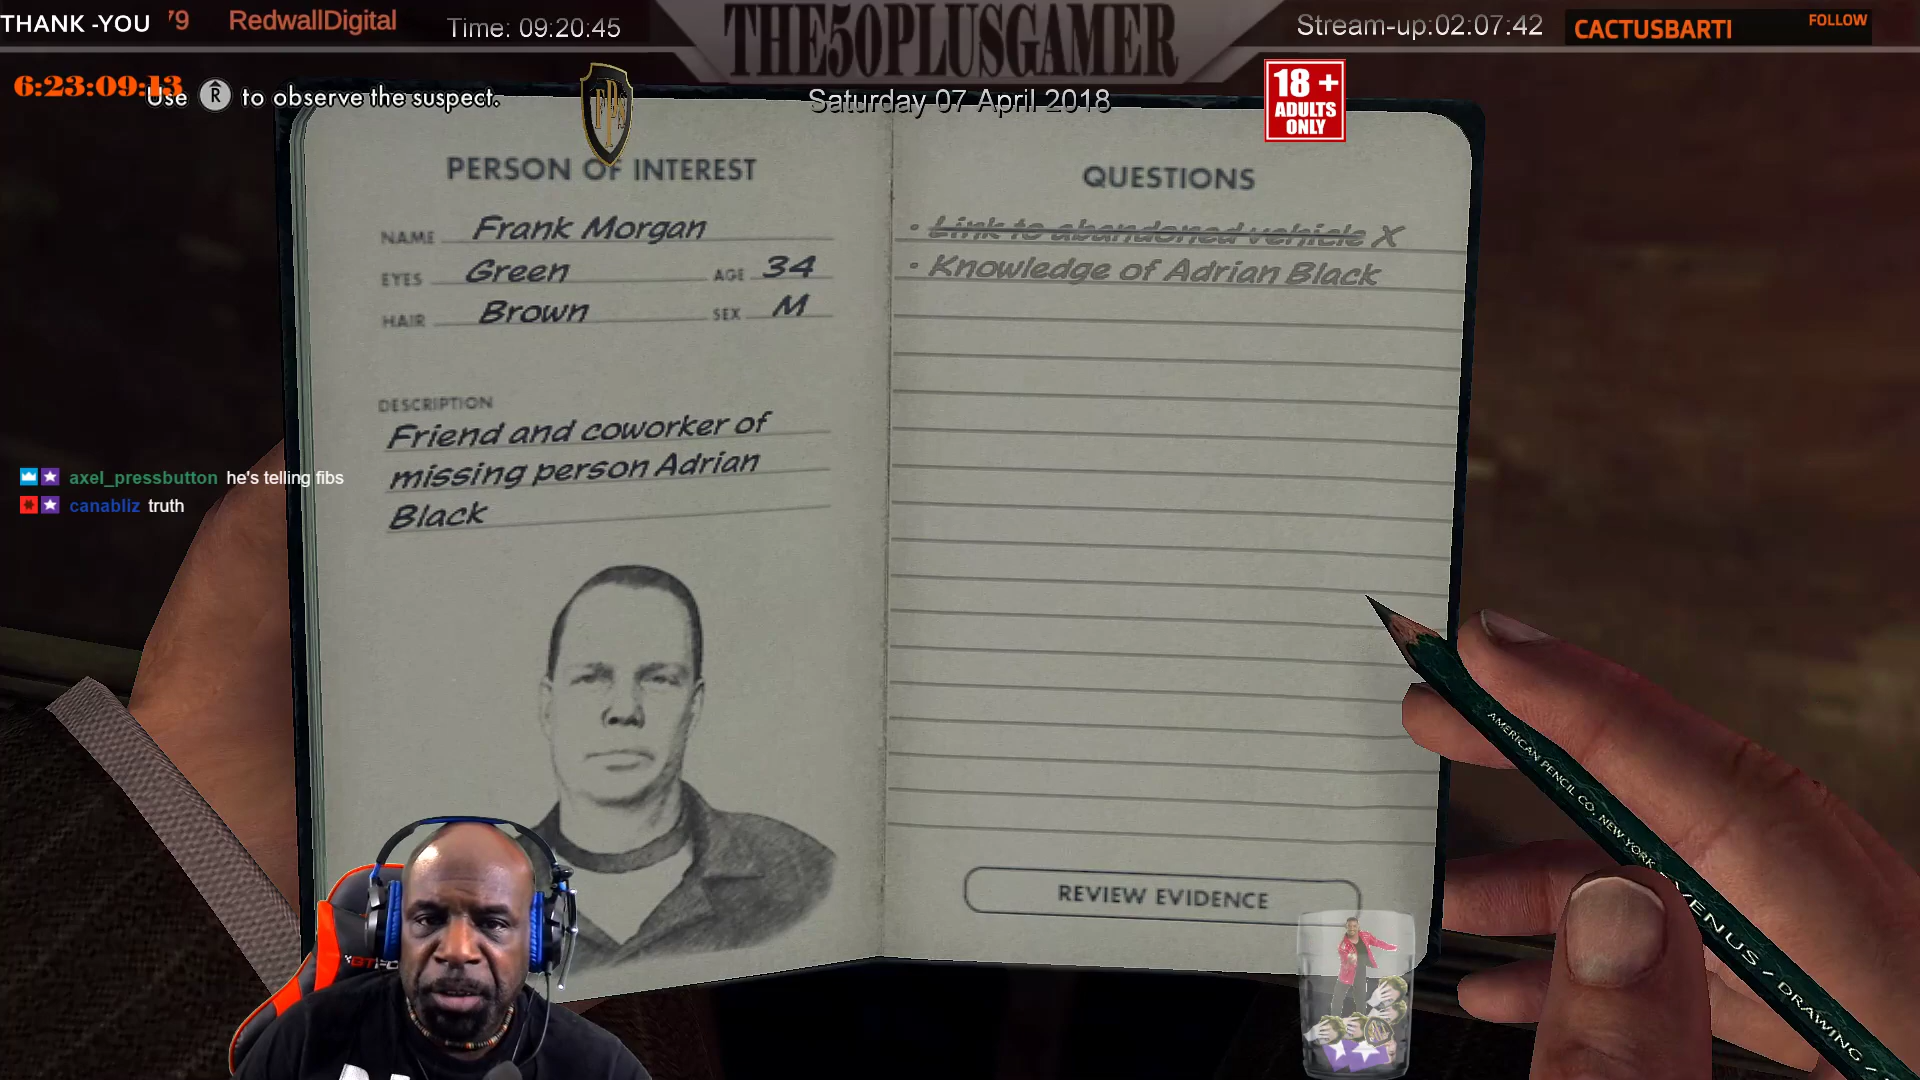 THANK -YOU
79 RedwallDigital
Time: 09:20:45
THE50PLUSGAMER
Stream-up:02:07:42
CACTUSBARTI
FOLLOW
6:23:09:13
Use R to observe the suspect.
Saturday 07 April 2018
18 +
ADULTS
ONLY
PERSON OF INTEREST
NAME Frank Morgan
EYES Green AGE 34
HAIR Brown SEX M
DESCRIPTION
Friend and coworker of
missing person Adrian
Black
QUESTIONS
• Link to abandoned vehicle X
• Knowledge of Adrian Black
REVIEW EVIDENCE
axel_pressbutton he's telling fibs
canabliz truth
AMERICAN PENCIL CO. NEW YORK VENUS / DRAWING